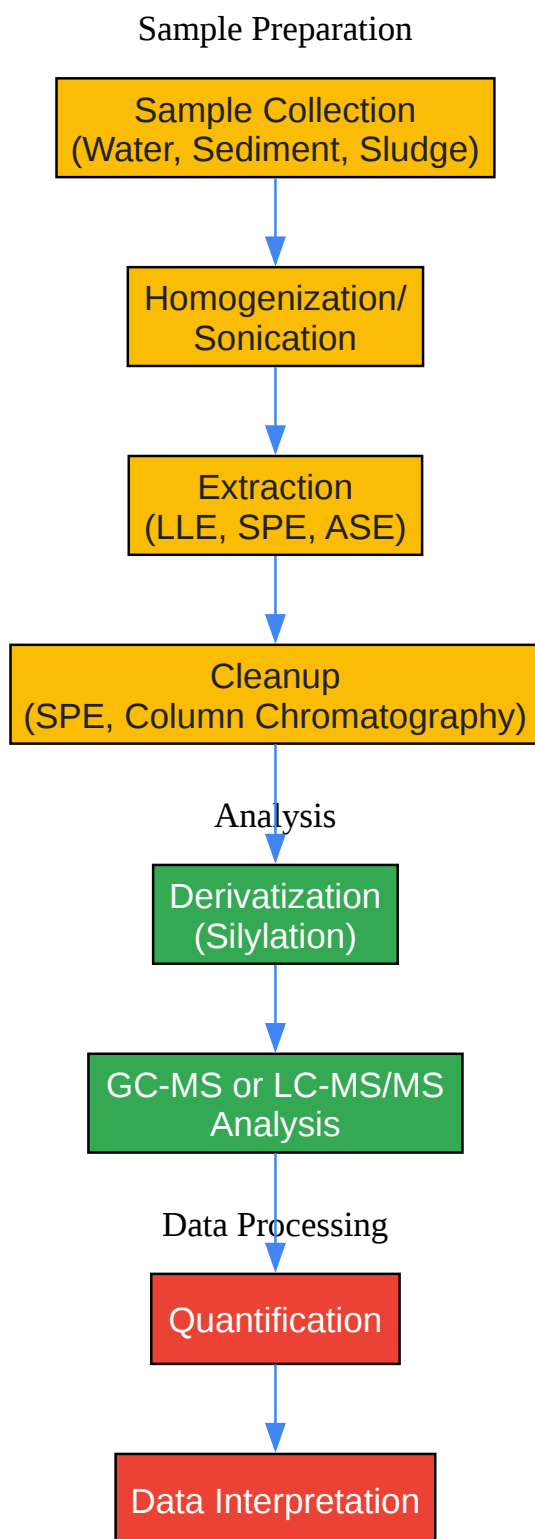 Sample Preparation
Sample Collection
(Water, Sediment, Sludge)
Homogenization/
Sonication
Extraction
(LLE, SPE, ASE)
Cleanup
(SPE, Column Chromatography)
Analysis
Derivatization
(Silylation)
GC-MS or LC-MS/MS
Analysis
Data Processing
Quantification
Data Interpretation